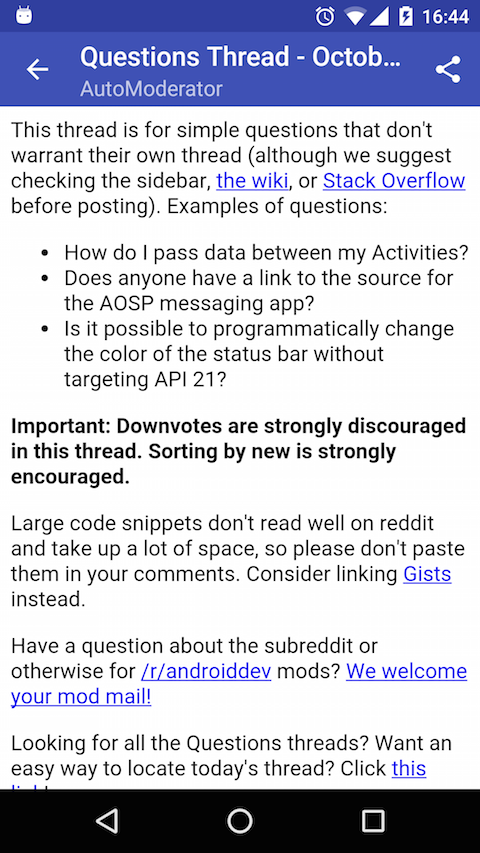 16:44
Questions Thread - Octob...
AutoModerator
This thread is for simple questions that don't
warrant their own thread (although we suggest
checking the sidebar, the wiki, or Stack Overflow
before posting). Examples of questions:
• How do I pass data between my Activities?
• Does anyone have a link to the source for
the AOSP messaging app?
• Is it possible to programmatically change
the color of the status bar without
targeting API 21?
Important: Downvotes are strongly discouraged
in this thread. Sorting by new is strongly
encouraged.
Large code snippets don't read well on reddit
and take up a lot of space, so please don't paste
them in your comments. Consider linking Gists
instead.
Have a question about the subreddit or
otherwise for /r/androiddev mods? We welcome
your mod mail!
Looking for all the Questions threads? Want an
easy way to locate today's thread? Click this